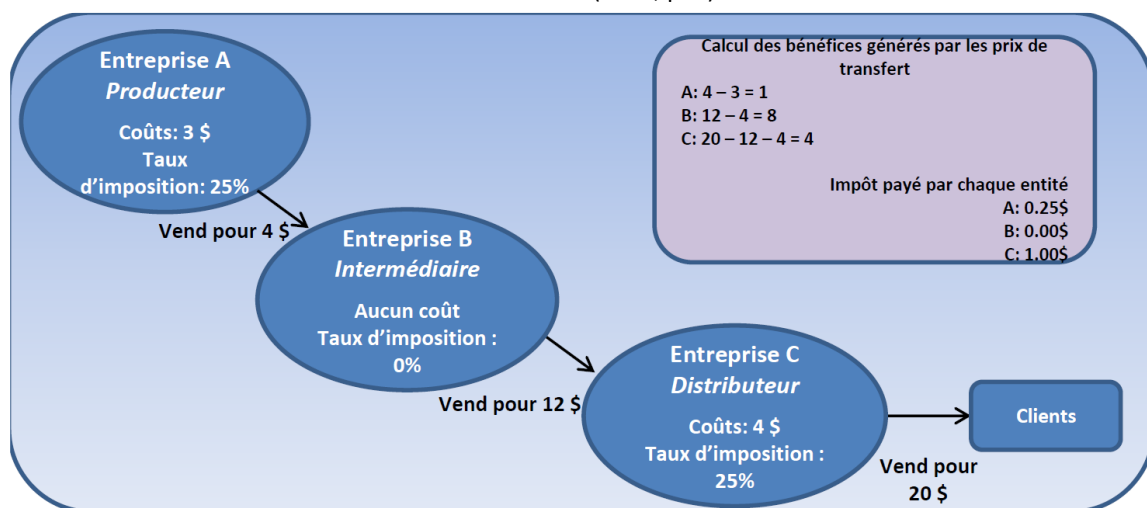 Entreprise A
Producteur
Coûts: 3 $
Taux
d'imposition: 25%
Vend pour 4 $
Entreprise B
Intermédiaire
Aucun coût
Taux d'imposition :
0%
Vend pour 12 $
Entreprise C
Distributeur
Coûts: 4 $
Taux d'imposition :
25%
Vend pour
20 $
Clients
Calcul des bénéfices générés par les prix de
transfert
A: 4 – 3 = 1
B: 12 – 4 = 8
C: 20 – 12 – 4 = 4
Impôt payé par chaque entité
A: 0.25$
B: 0.00$
C: 1.00$